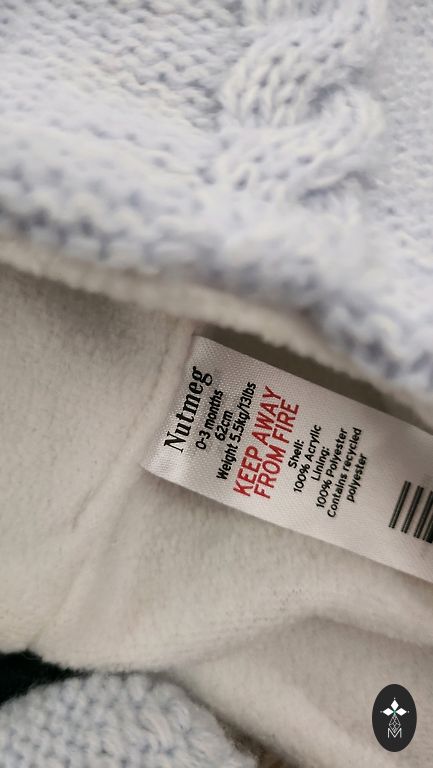 Nutmeg
0-3 months
62cm
Weight 5.5kg/13lbs
KEEP AWAY
FROM FIRE
Shell:
100% Acrylic
Lining:
100% Polyester
Contains recycled
polyester
M